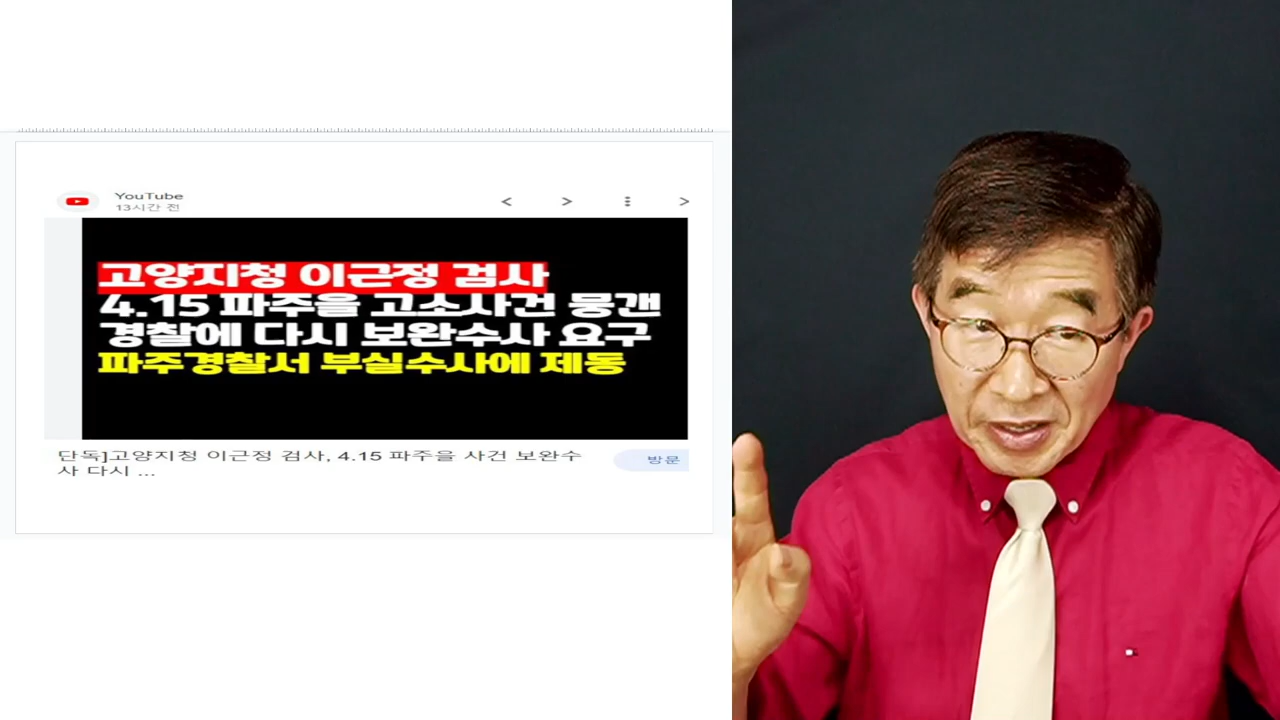 YouTube
13시간 전
고양지청 이근정 검사
4.15 파주을 고소사건 뭉갠
경찰에 다시 보완수사 요구
파주경찰서 부실수사에 제동
단독]고양지청 이근정 검사, 4.15 파주을 사건 보완수
사 다시 ...
방문